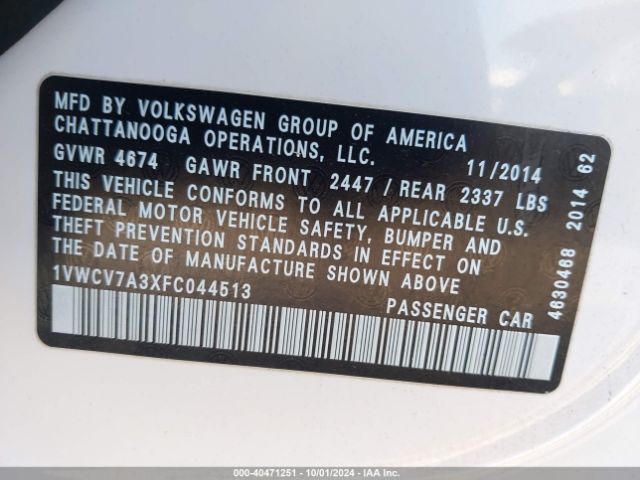 MFD BY VOLKSWAGEN GROUP OF AMERICA
CHATTANOOGA OPERATIONS, LLC. 11/2014
GVWR 4674 GAWR FRONT 2447 / REAR 2337 LBS
THIS VEHICLE CONFORMS TO ALL APPLICABLE U.S.
FEDERAL MOTOR VEHICLE SAFETY, BUMPER AND
THEFT PREVENTION STANDARDS IN EFFECT ON
THE DATE OF MANUFACTURE SHOWN ABOVE
1VWCV7A3XFC044513 PASSENGER CAR
4830468 2014 62
000-40471251 - 10/01/2024 - IAA Inc.